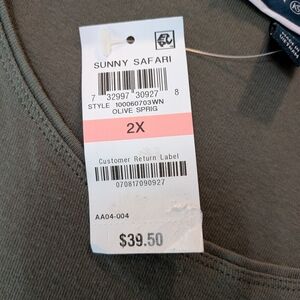 SUNNY SAFARI
7 32997 30927 8
STYLE 100060703WN
OLIVE SPRIG
2X
Customer Return Label
070817090927
AA04-004
$39.50